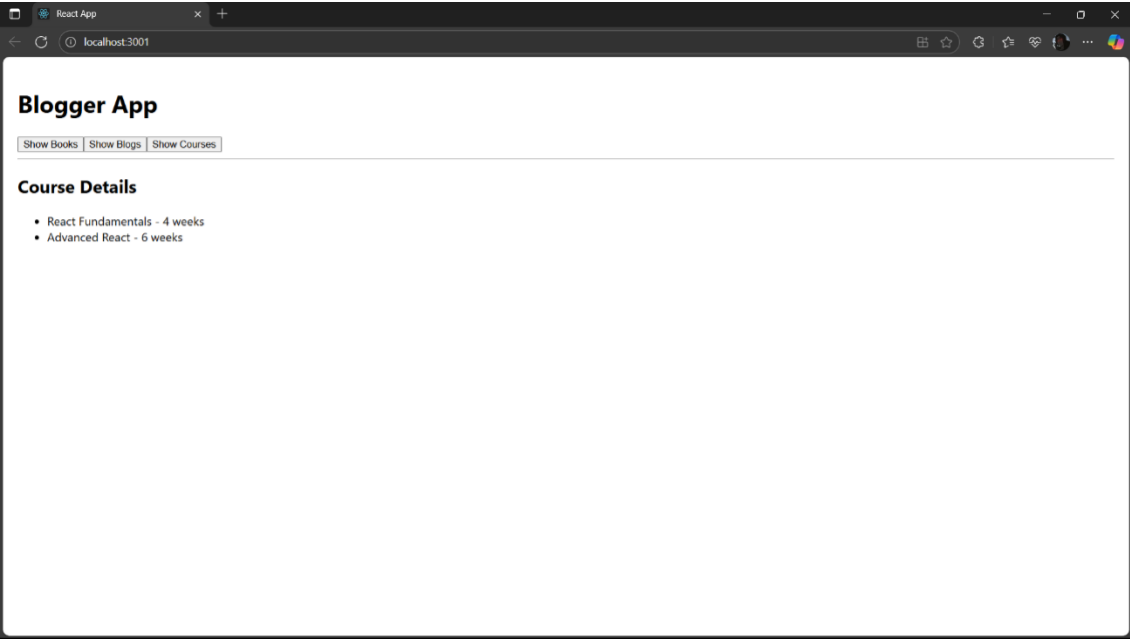 React App
localhost:3001
Blogger App
Show Books Show Blogs Show Courses
Course Details
• React Fundamentals - 4 weeks
• Advanced React - 6 weeks